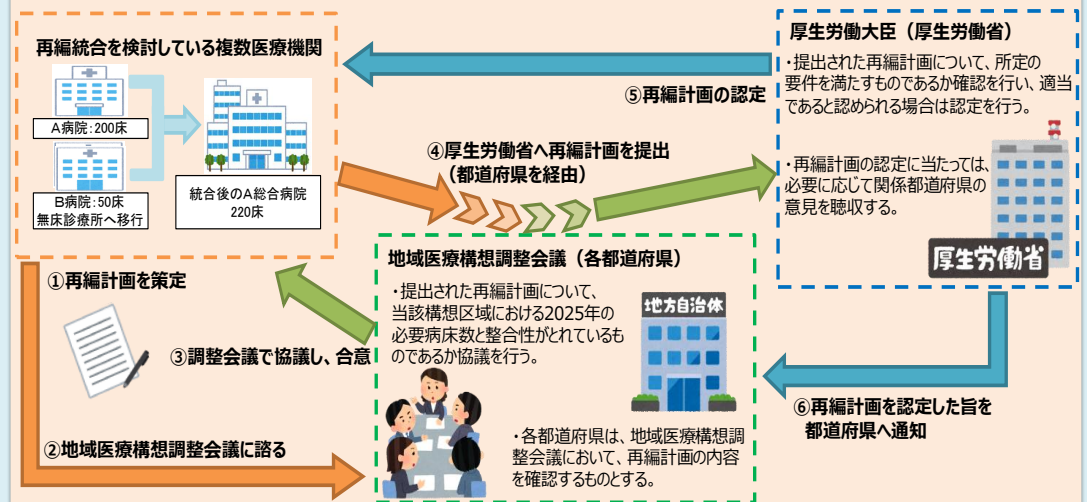 再編統合を検討している複数医療機関
A病院:200床
B病院:50床
無床診療所へ移行
統合後のA総合病院
220床
厚生労働大臣（厚生労働省）
・提出された再編計画について、所定の
要件を満たすものであるか確認を行い、適当
であると認められる場合は認定を行う。
・再編計画の認定に当たっては、
必要に応じて関係都道府県の
意見を聴収する。
厚生労働省
⑤再編計画の認定
④厚生労働省へ再編計画を提出
（都道府県を経由）
①再編計画を策定
③調整会議で協議し、合意
②地域医療構想調整会議に諮る
地域医療構想調整会議（各都道府県）
・提出された再編計画について、
当該構想区域における2025年の
必要病床数と整合性がとれているも
のであるか協議を行う。
地方自治体
・各都道府県は、地域医療構想調
整会議において、再編計画の内容
を確認するものとする。
⑥再編計画を認定した旨を
都道府県へ通知